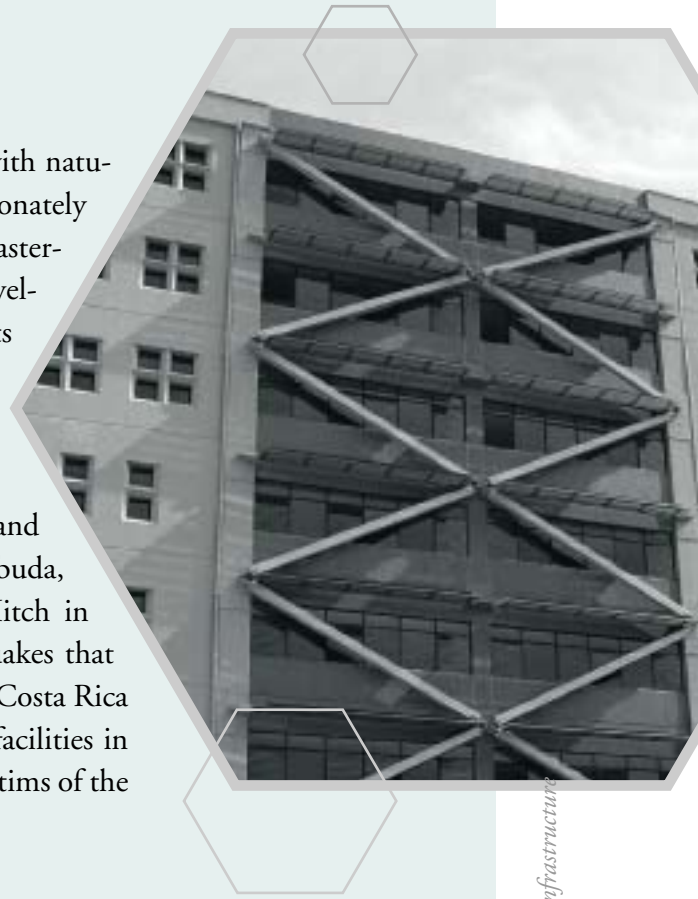 ith natu-
onately
aster-
vel-
ts
and
buda,
itch in
akes that
Costa Rica
facilities in
tims of the
nfrastructure